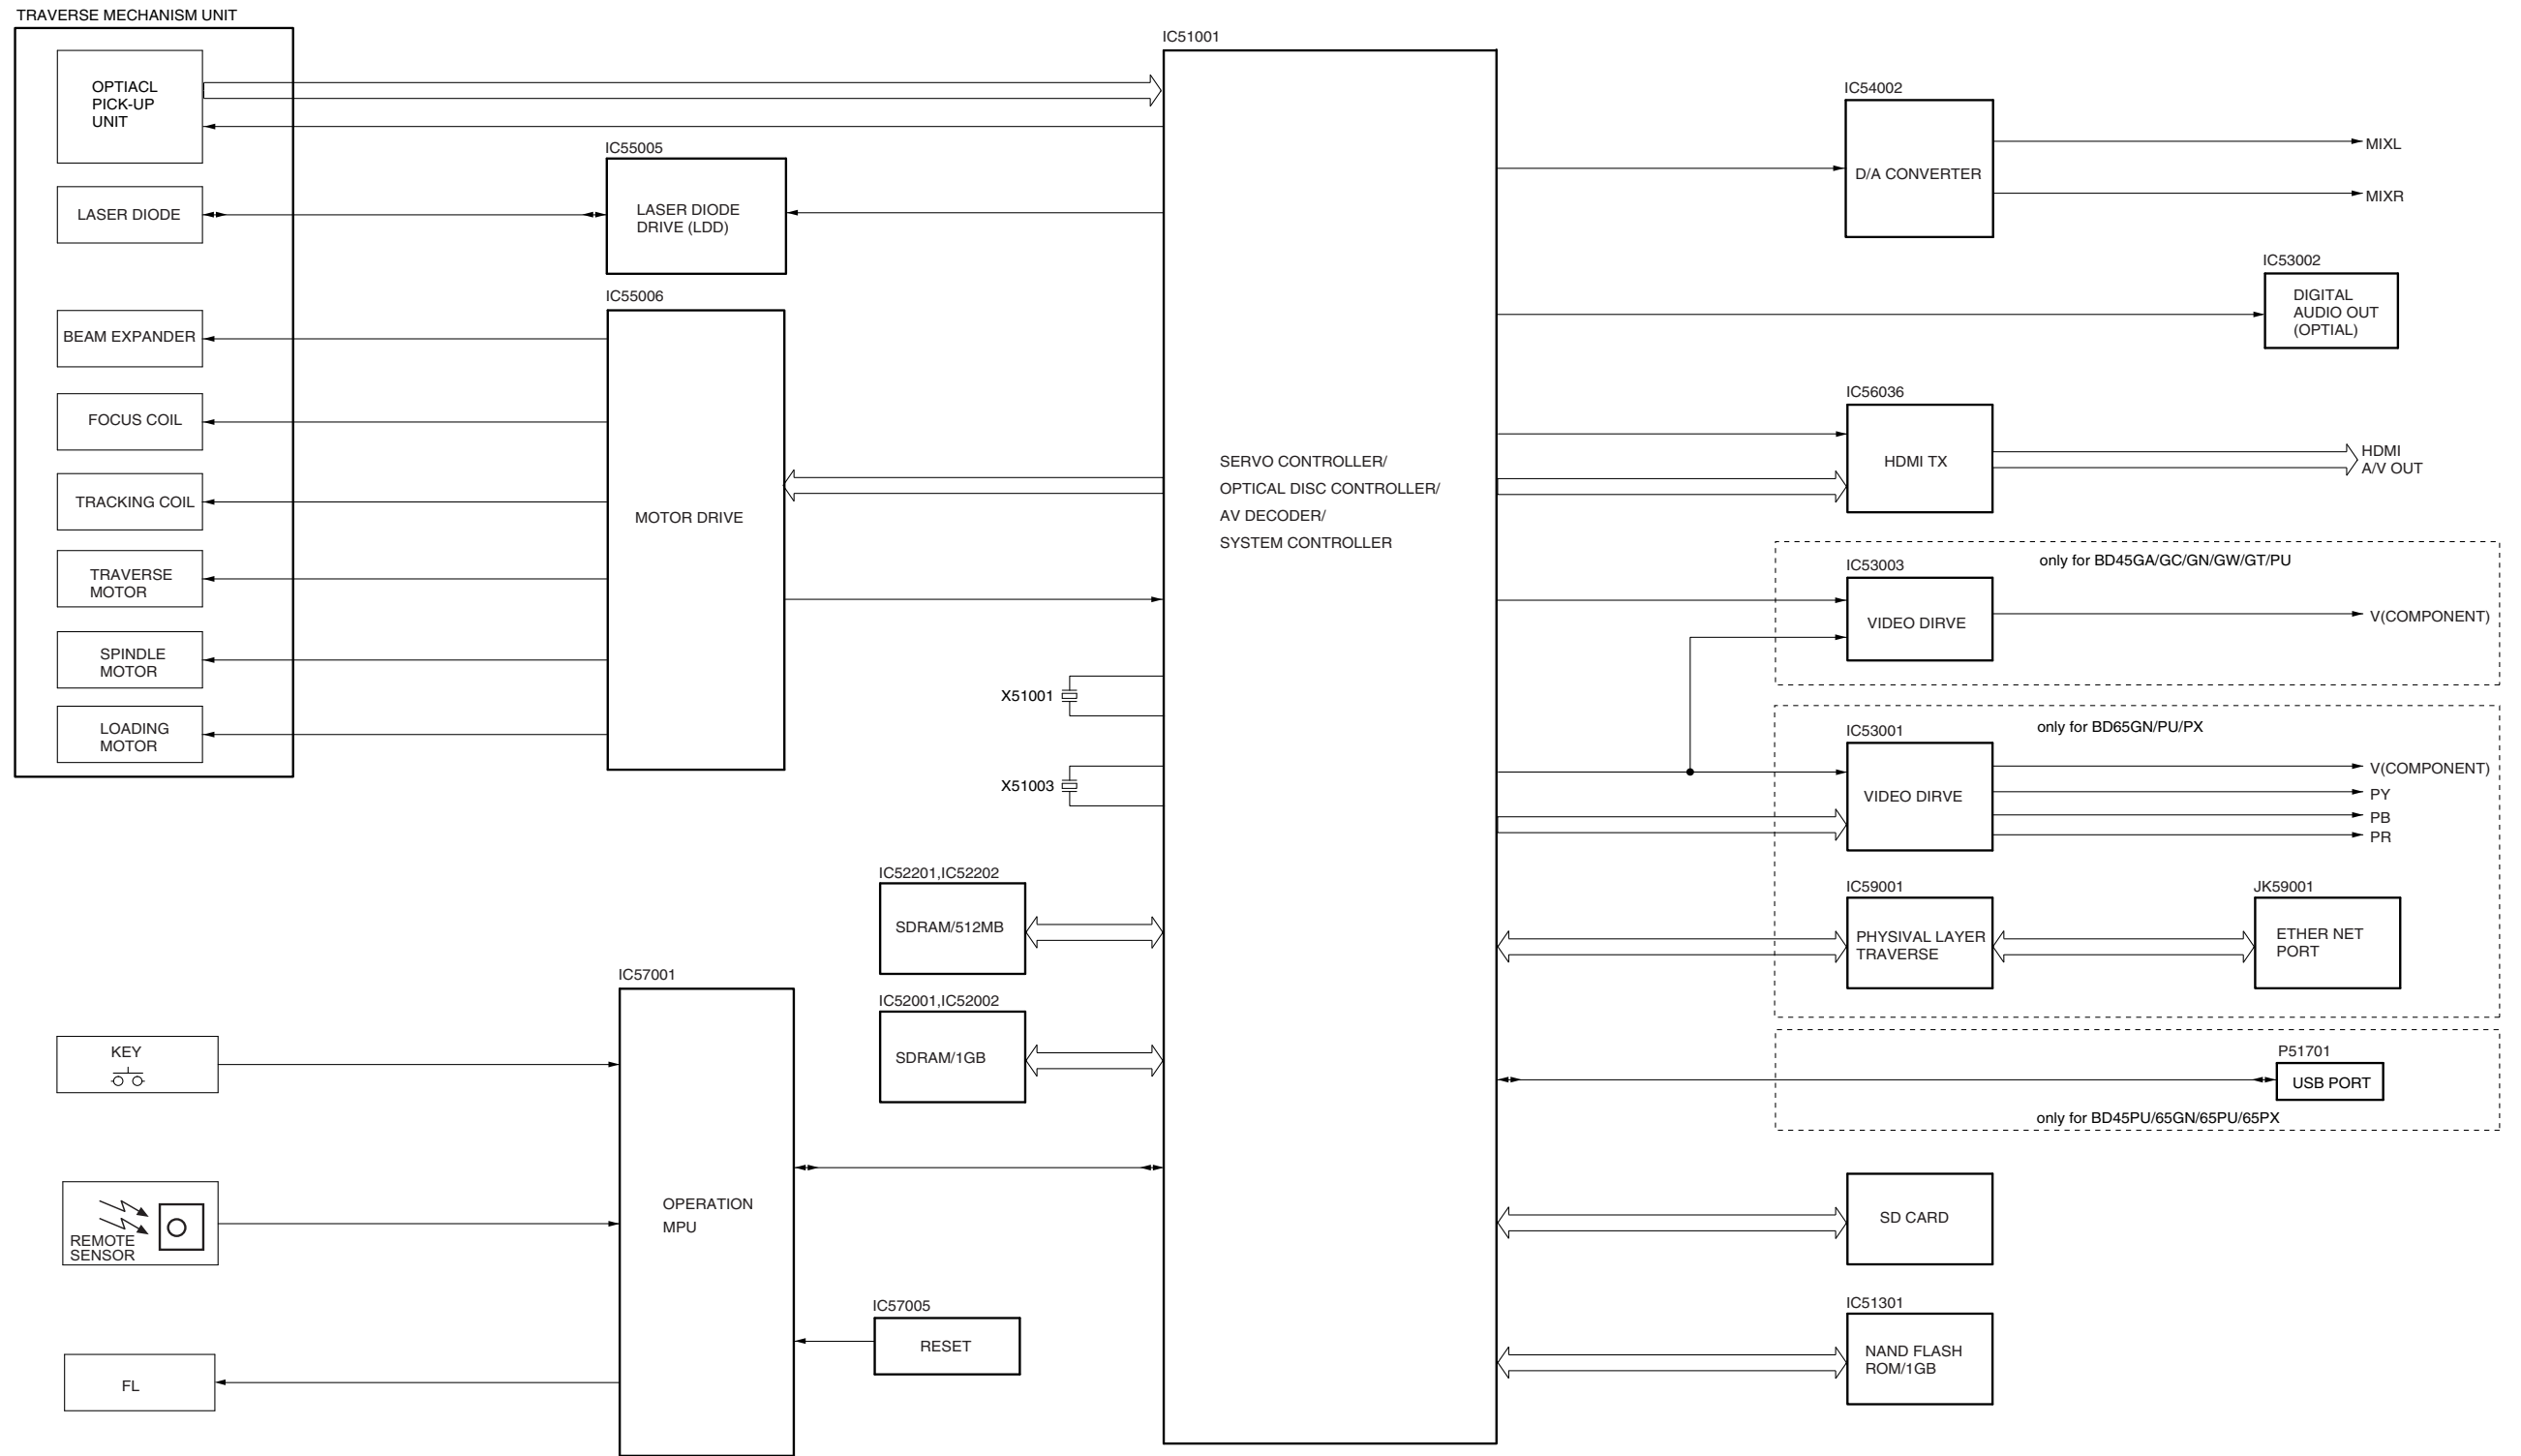 TRAVERSE MECHANISM UNIT
OPTIACL
PICK-UP
UNIT
LASER DIODE
BEAM EXPANDER
FOCUS COIL
TRACKING COIL
TRAVERSE
MOTOR
SPINDLE
MOTOR
LOADING
MOTOR
IC55005
LASER DIODE
DRIVE (LDD)
IC55006
MOTOR DRIVE
IC51001
SERVO CONTROLLER/
OPTICAL DISC CONTROLLER/
AV DECODER/
SYSTEM CONTROLLER
X51001
X51003
IC52201,IC52202
SDRAM/512MB
IC52001,IC52002
SDRAM/1GB
IC57001
OPERATION
MPU
KEY
REMOTE
SENSOR
FL
IC57005
RESET
IC54002
D/A CONVERTER
MIXL
MIXR
IC53002
DIGITAL
AUDIO OUT
(OPTIAL)
IC56036
HDMI TX
HDMI
A/V OUT
only for BD45GA/GC/GN/GW/GT/PU
IC53003
VIDEO DIRVE
V(COMPONENT)
only for BD65GN/PU/PX
IC53001
VIDEO DIRVE
V(COMPONENT)
PY
PB
PR
IC59001
PHYSIVAL LAYER
TRAVERSE
JK59001
ETHER NET
PORT
P51701
USB PORT
only for BD45PU/65GN/65PU/65PX
SD CARD
IC51301
NAND FLASH
ROM/1GB